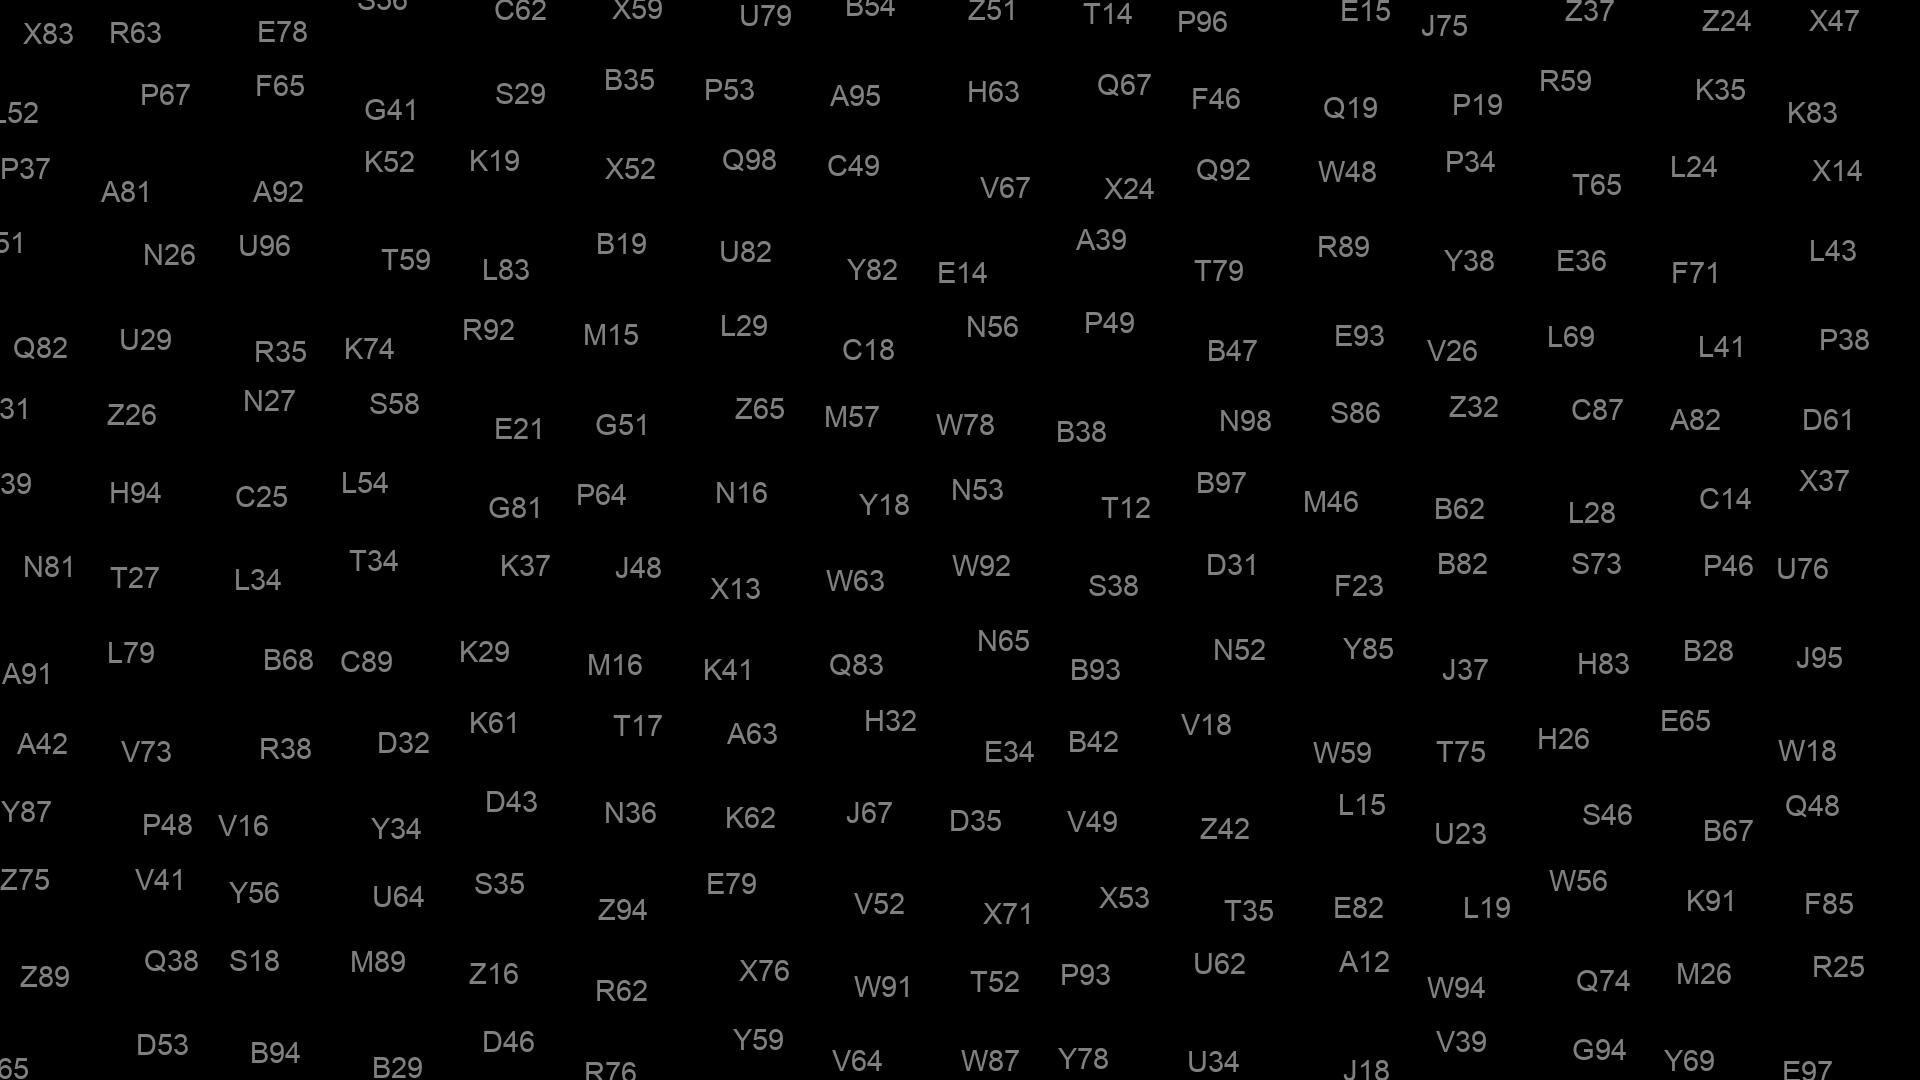 X83 R63 E78 S56 C62 X59 U79 B54 Z51 T14 P96 E15 J75 Z37 Z24 X47
L52 P67 F65 G41 S29 B35 P53 A95 H63 Q67 F46 Q19 P19 R59 K35 K83
P37 A81 A92 K52 K19 X52 Q98 C49 V67 X24 Q92 W48 P34 T65 L24 X14
51 N26 U96 T59 L83 B19 U82 Y82 E14 A39 T79 R89 Y38 E36 F71 L43
Q82 U29 R35 K74 R92 M15 L29 C18 N56 P49 B47 E93 V26 L69 L41 P38
31 Z26 N27 S58 E21 G51 Z65 M57 W78 B38 N98 S86 Z32 C87 A82 D61
39 H94 C25 L54 G81 P64 N16 Y18 N53 T12 B97 M46 B62 L28 C14 X37
N81 T27 L34 T34 K37 J48 X13 W63 W92 S38 D31 F23 B82 S73 P46 U76
A91 L79 B68 C89 K29 M16 K41 Q83 N65 B93 N52 Y85 J37 H83 B28 J95
A42 V73 R38 D32 K61 T17 A63 H32 E34 B42 V18 W59 T75 H26 E65 W18
Y87 P48 V16 Y34 D43 N36 K62 J67 D35 V49 Z42 L15 U23 S46 B67 Q48
Z75 V41 Y56 U64 S35 Z94 E79 V52 X71 X53 T35 E82 L19 W56 K91 F85
Z89 Q38 S18 M89 Z16 R62 X76 W91 T52 P93 U62 A12 W94 Q74 M26 R25
65 D53 B94 B29 D46 R76 Y59 V64 W87 Y78 U34 J18 V39 G94 Y69 E97